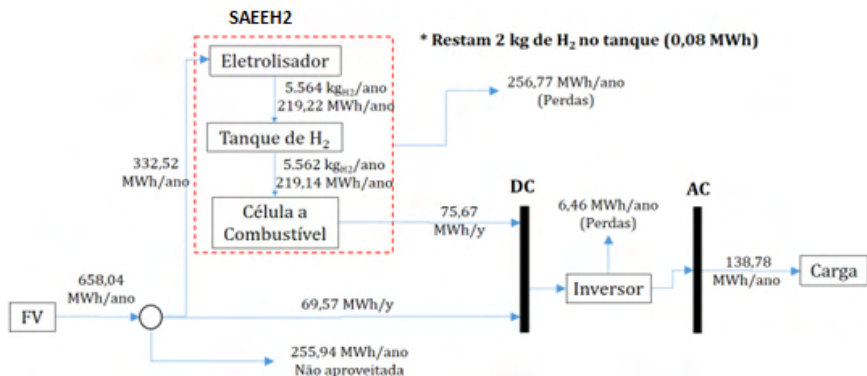 SAEEH2
* Restam 2 kg de H₂ no tanque (0,08 MWh)
Eletrolisador
5.564 kgH2/ano
219,22 MWh/ano
256,77 MWh/ano
(Perdas)
Tanque de H₂
332,52
MWh/ano
5.562 kgH2/ano
219,14 MWh/ano
Célula a
Combustível
DC
AC
75,67
MWh/y
6,46 MWh/ano
(Perdas)
138,78
MWh/ano
Carga
658,04
MWh/ano
Inversor
FV
69,57 MWh/y
255,94 MWh/ano
Não aproveitada